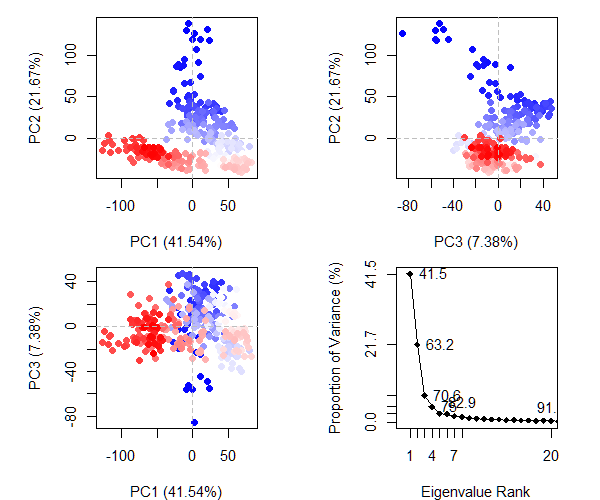 PC2 (21.67%)
0 50 100
-100 0 50
PC1 (41.54%)
PC2 (21.67%)
0 50 100
-80 -40 0 40
PC3 (7.38%)
PC3 (7.38%)
-80 -40 0 40
-100 0 50
PC1 (41.54%)
Proportion of Variance (%)
0.0 21.7 41.5
41.5
63.2
70.6
82.9
91.
1 4 7 20
Eigenvalue Rank